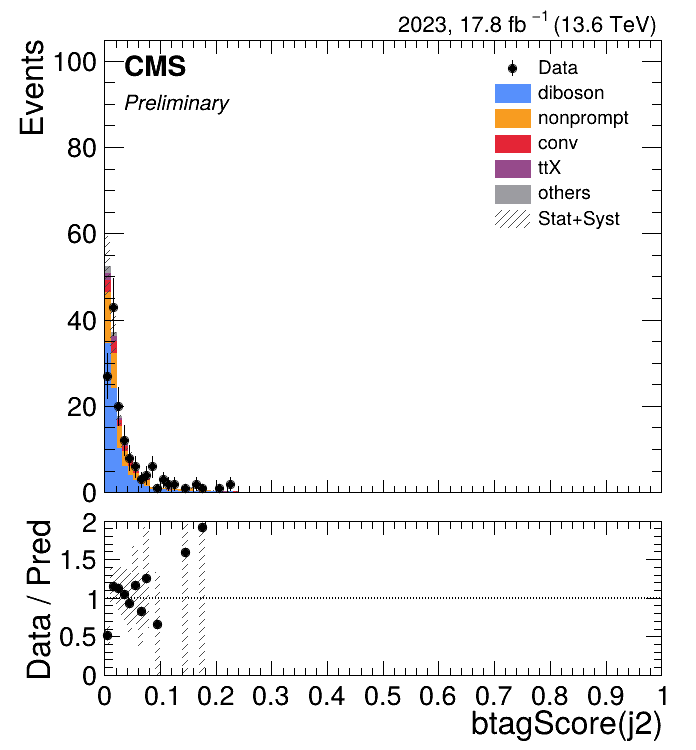 2023, 17.8 fb⁻¹ (13.6 TeV)
CMS
Preliminary
Data
diboson
nonprompt
conv
ttX
others
Stat+Syst
Events
100
80
60
40
20
0
Data / Pred
2
1.5
1
0.5
0
0 0.1 0.2 0.3 0.4 0.5 0.6 0.7 0.8 0.9 1
btagScore(j2)